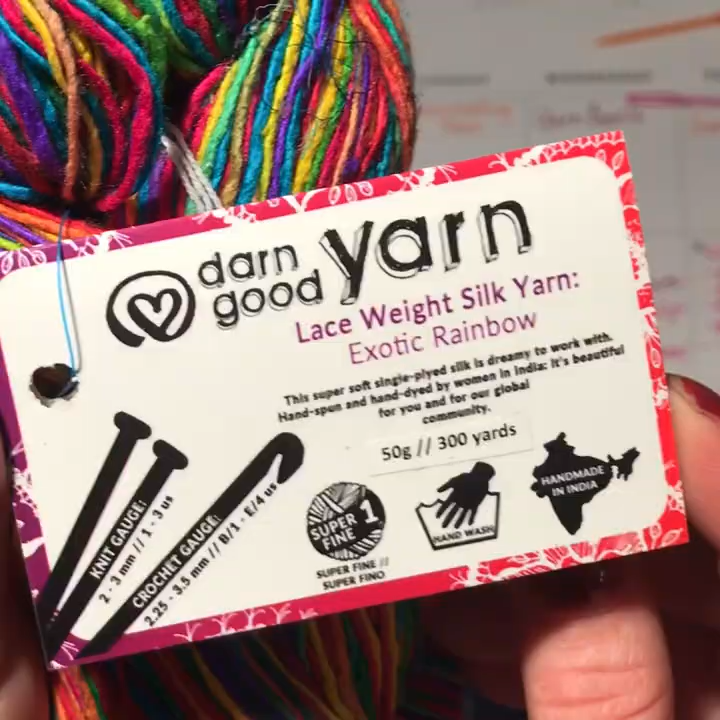 darn good yarn
Lace Weight Silk Yarn:
Exotic Rainbow
This super soft single-plyed silk is dreamy to work with.
Hand-spun and hand-dyed by women in India: it's beautiful
for you and for our global
community.
50g // 300 yards
KNIT GAUGE:
2 - 3 mm // 1 - 3 us
CROCHET GAUGE:
2.25 - 3.5 mm // B/1 - E/4 us
SUPER
FINE 1
SUPER FINE //
SUPER FINO
HAND WASH
HANDMADE
IN INDIA